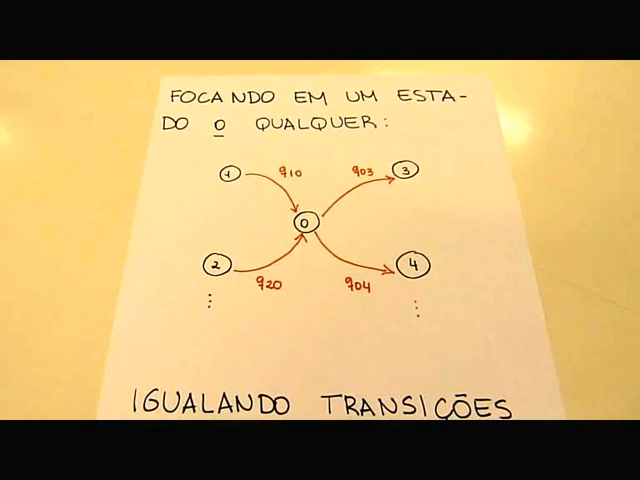 FOCANDO EM UM ESTA-
DO 0 QUALQUER:
1 q10 q03 3
0
2 q20 q04 4
IGUALANDO TRANSIÇÕES